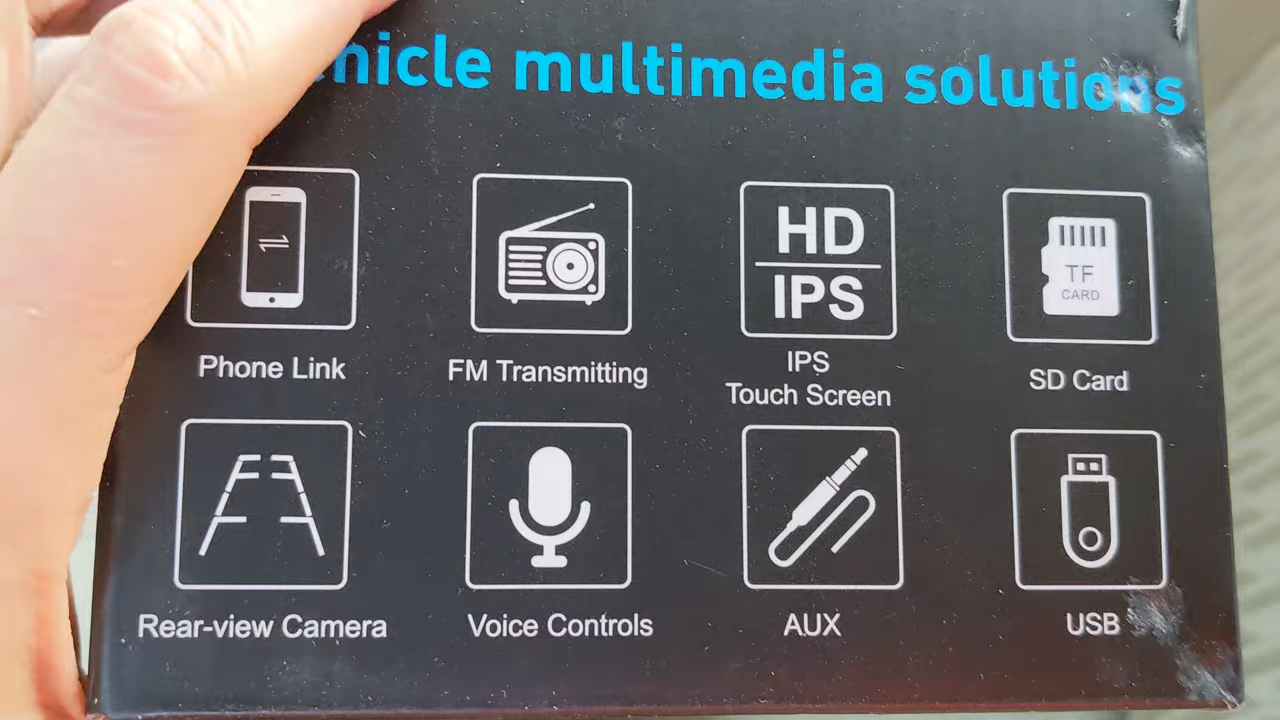 hicle multimedia solutions
HD
IPS
TF
CARD
Phone Link
FM Transmitting
IPS
Touch Screen
SD Card
Rear-view Camera
Voice Controls
AUX
USB